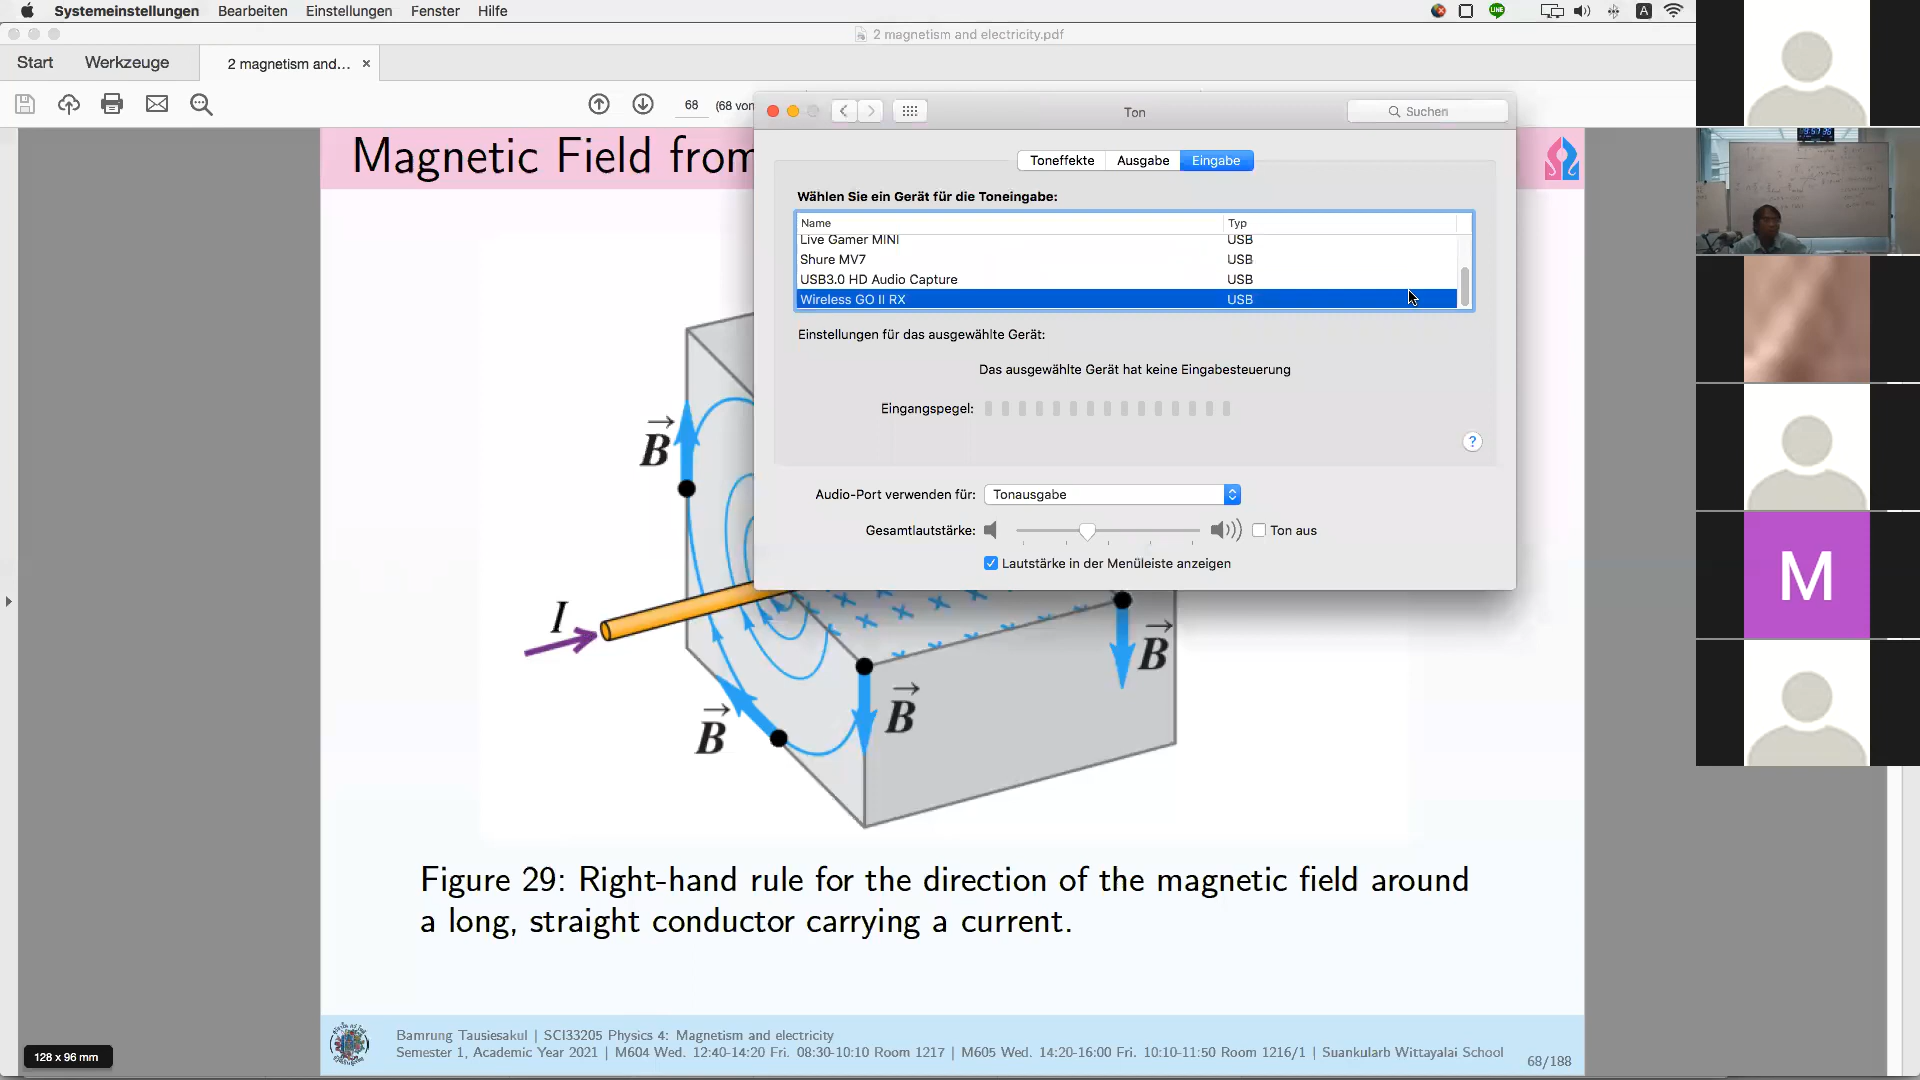 Systemeinstellungen Bearbeiten Einstellungen Fenster Hilfe
LINE
A
2 magnetism and electricity.pdf
Start Werkzeuge 2 magnetism and... ×
68 (68 von
Ton
Suchen
Magnetic Field from
Toneffekte Ausgabe Eingabe
Wählen Sie ein Gerät für die Toneingabe:
Name Typ
Live Gamer MINI USB
Shure MV7 USB
USB3.0 HD Audio Capture USB
Wireless GO II RX USB
Einstellungen für das ausgewählte Gerät:
Das ausgewählte Gerät hat keine Eingabesteuerung
Eingangspegel:
?
Audio-Port verwenden für: Tonausgabe
Gesamtlautstärke: Ton aus
Lautstärke in der Menüleiste anzeigen
B
I
B
B
B
M
Figure 29: Right-hand rule for the direction of the magnetic field around
a long, straight conductor carrying a current.
Bamrung Tausiesakul | SCI33205 Physics 4: Magnetism and electricity
Semester 1, Academic Year 2021 | M604 Wed. 12:40-14:20 Fri. 08:30-10:10 Room 1217 | M605 Wed. 14:20-16:00 Fri. 10:10-11:50 Room 1216/1 | Suankularb Wittayalai School
68/188
128 x 96 mm